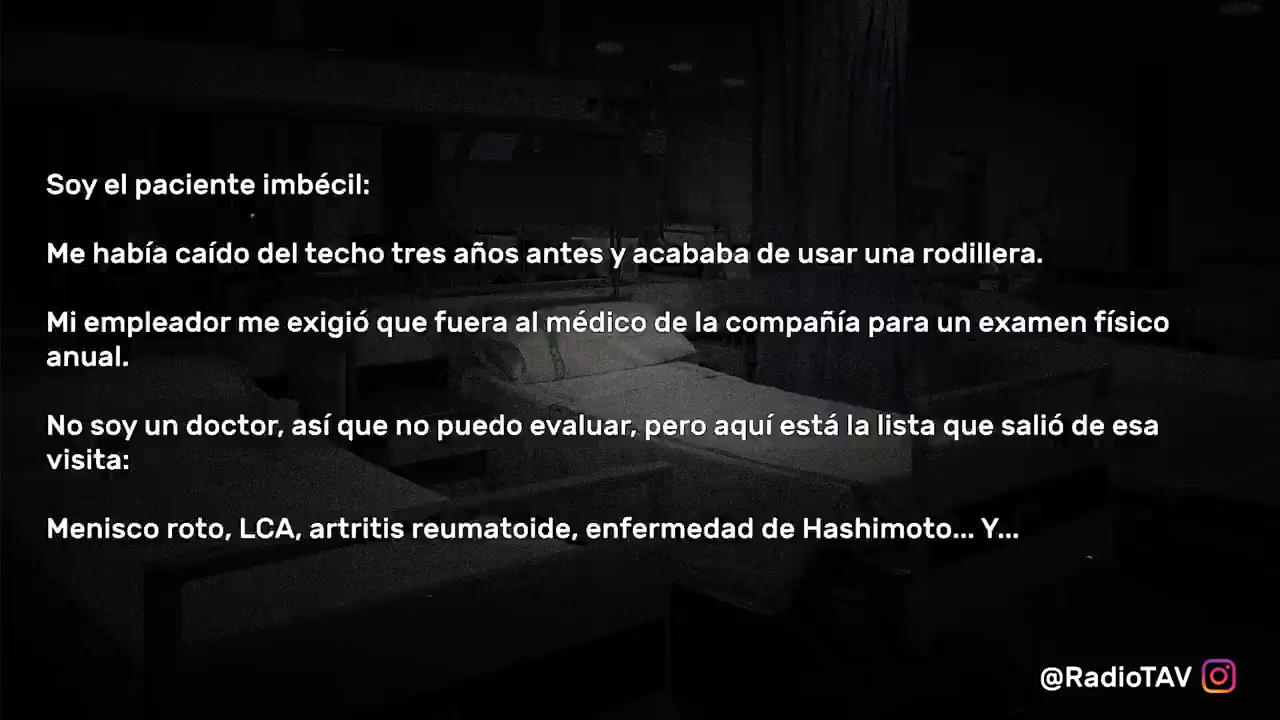 Soy el paciente imbécil:
Me había caído del techo tres años antes y acababa de usar una rodillera.
Mi empleador me exigió que fuera al médico de la compañía para un examen físico
anual.
No soy un doctor, así que no puedo evaluar, pero aquí está la lista que salió de esa
visita:
Menisco roto, LCA, artritis reumatoide, enfermedad de Hashimoto... Y...
@RadioTAV